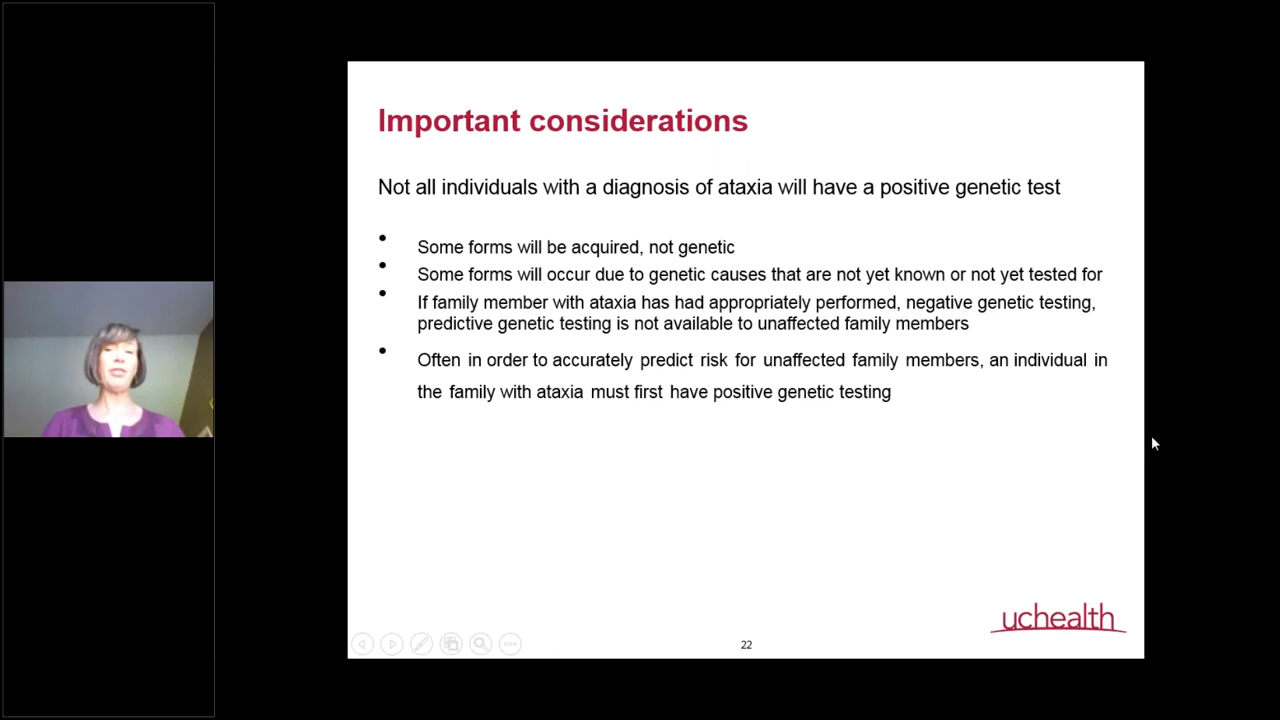 Important considerations
Not all individuals with a diagnosis of ataxia will have a positive genetic test
• Some forms will be acquired, not genetic
• Some forms will occur due to genetic causes that are not yet known or not yet tested for
• If family member with ataxia has had appropriately performed, negative genetic testing,
predictive genetic testing is not available to unaffected family members
• Often in order to accurately predict risk for unaffected family members, an individual in
the family with ataxia must first have positive genetic testing
uchealth
22